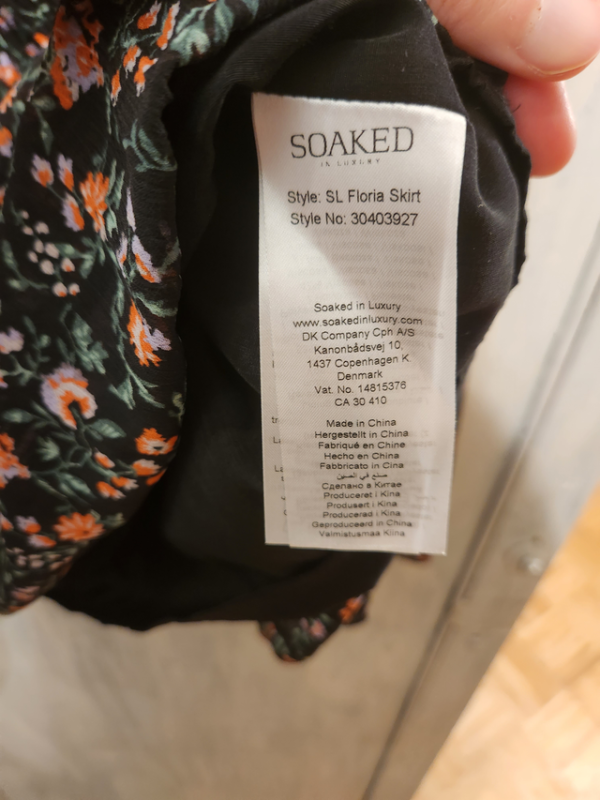 SOAKED
IN LUXURY
Style: SL Floria Skirt
Style No: 30403927
Soaked in Luxury
www.soakedinluxury.com
DK Company Cph A/S
Kanonbådsvej 10,
1437 Copenhagen K
Denmark
Vat. No. 14815376
CA 30 410
Made in China
Hergestellt in China
Fabriqué en Chine
Hecho en China
Fabbricato in Cina
صنع في الصين
Сделано в Китае
Produceret i Kina
Produsert i Kina
Producerad i Kina
Geproduceerd in China
Valmistusmaa Kiina